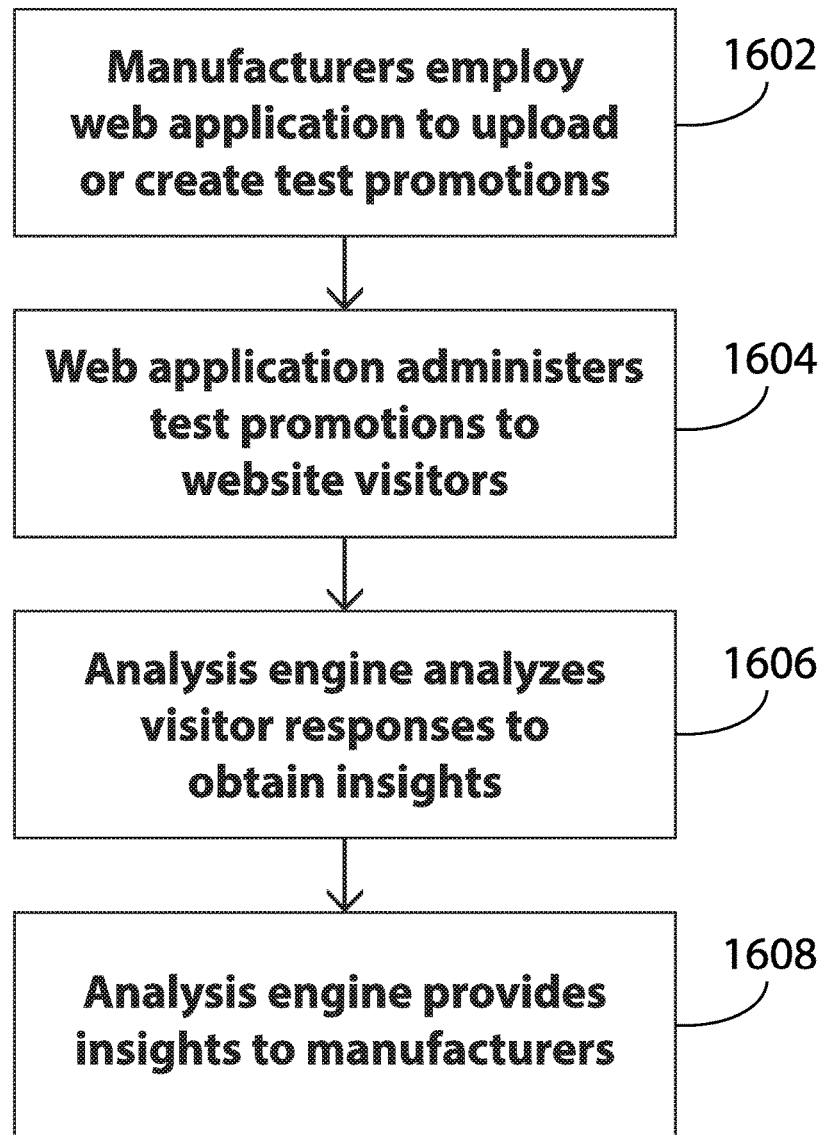 Manufacturers employ
web application to upload
or create test promotions
1602
Web application administers
test promotions to
website visitors
1604
Analysis engine analyzes
visitor responses to
obtain insights
1606
Analysis engine provides
insights to manufacturers
1608